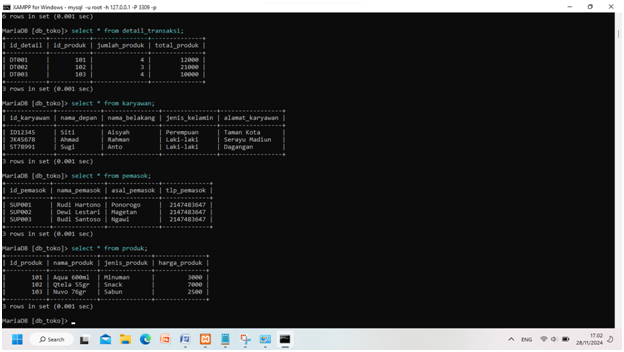 XAMPP for Windows - mysql -u root -h 127.0.0.1 -P 3309 -p
6 rows in set (0.001 sec)
MariaDB [db_toko]> select * from detail_transaksi;
+-----------+-----------+---------------+--------------+
| id_detail | id_produk | jumlah_produk | total_produk |
+-----------+-----------+---------------+--------------+
| DT001 | 101 | 4 | 12000 |
| DT002 | 102 | 3 | 21000 |
| DT003 | 103 | 4 | 10000 |
+-----------+-----------+---------------+--------------+
3 rows in set (0.001 sec)
MariaDB [db_toko]> select * from karyawan;
+-------------+------------+---------------+---------------+-----------------+
| id_karyawan | nama_depan | nama_belakang | jenis_kelamin | alamat_karyawan |
+-------------+------------+---------------+---------------+-----------------+
| ID12345 | Siti | Aisyah | Perempuan | Taman Kota |
| JK45678 | Ahmad | Rahman | Laki-laki | Serayu Madiun |
| ST78991 | Sugi | Anto | Laki-laki | Dagangan |
+-------------+------------+---------------+---------------+-----------------+
3 rows in set (0.001 sec)
MariaDB [db_toko]> select * from pemasok;
+------------+--------------+--------------+-------------+
| id_pemasok | nama_pemasok | asal_pemasok | tlp_pemasok |
+------------+--------------+--------------+-------------+
| SUP001 | Rudi Hartono | Ponorogo | 2147483647 |
| SUP002 | Dewi Lestari | Magetan | 2147483647 |
| SUP003 | Budi Santoso | Ngawi | 2147483647 |
+------------+--------------+--------------+-------------+
3 rows in set (0.001 sec)
MariaDB [db_toko]> select * from produk;
+-----------+-------------+--------------+--------------+
| id_produk | nama_produk | jenis_produk | harga_produk |
+-----------+-------------+--------------+--------------+
| 101 | Aqua 600ml | Minuman | 3000 |
| 102 | Qtela 55gr | Snack | 7000 |
| 103 | Nuvo 76gr | Sabun | 2500 |
+-----------+-------------+--------------+--------------+
3 rows in set (0.001 sec)
MariaDB [db_toko]> _
Search
ENG
17.02
28/11/2024